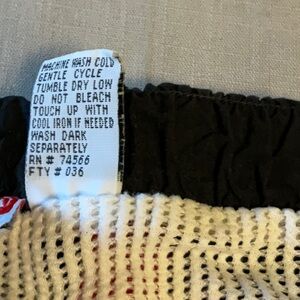 MACHINE WASH COLD
GENTLE CYCLE
TUMBLE DRY LOW
DO NOT BLEACH
TOUCH UP WITH
COOL IRON IF NEEDED
WASH DARK
SEPARATELY
RN # 74566
FTY # 036